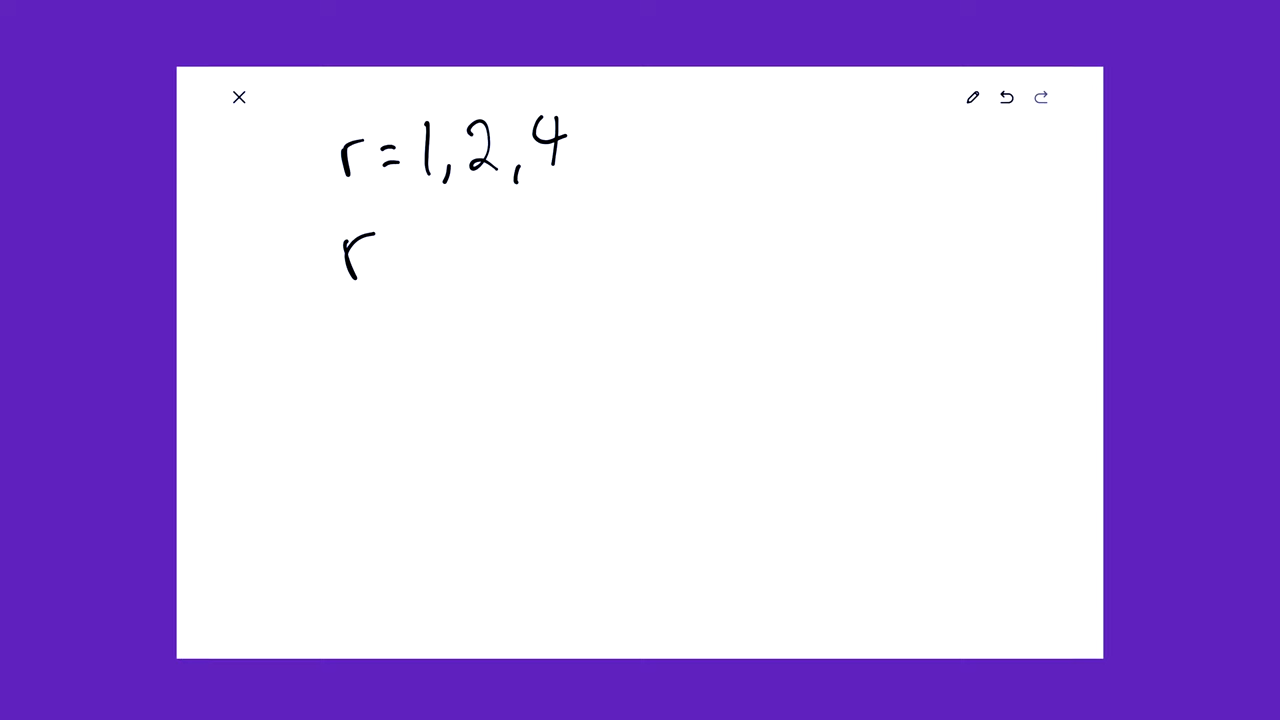 r = 1, 2, 4
r